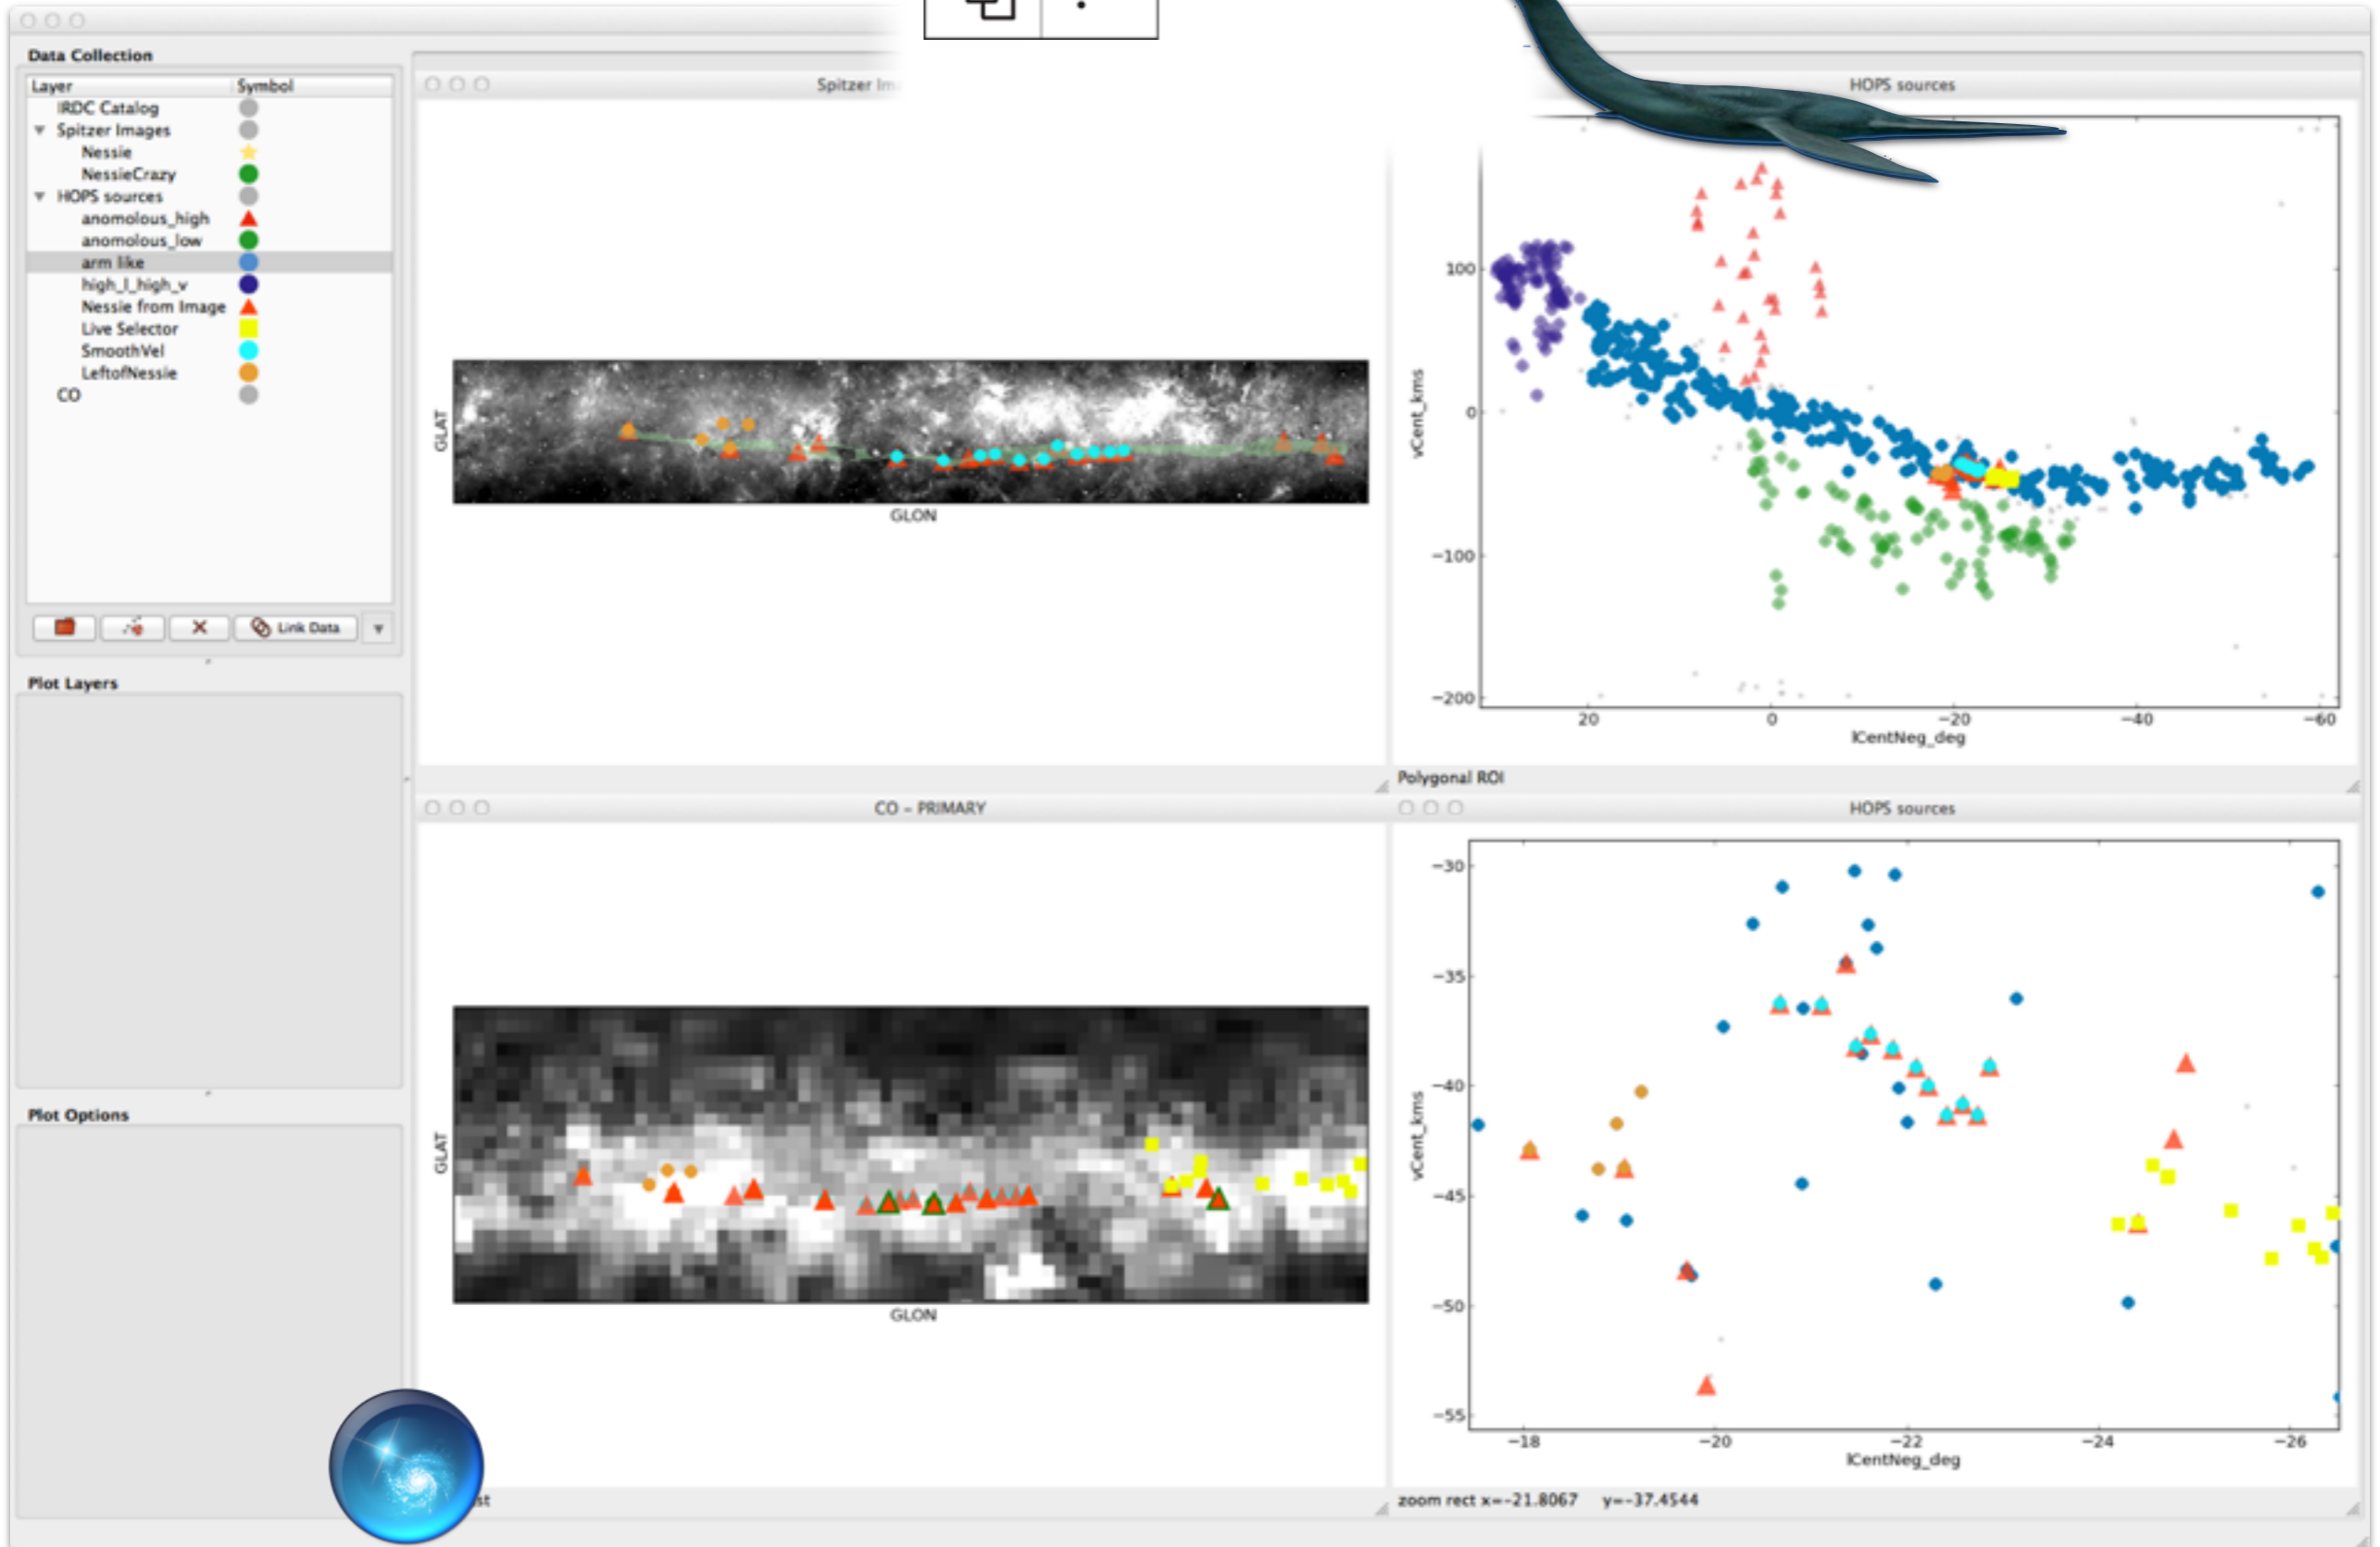 Data Collection
Layer Symbol
IRDC Catalog
Spitzer Images
Nessie
NessieCrazy
HOPS sources
anomolous_high
anomolous_low
arm like
high_l_high_v
Nessie from Image
Live Selector
SmoothVel
LeftofNessie
CO
Link Data
Plot Layers
Plot Options
Spitzer Im
GLAT
GLON
HOPS sources
vCent_kms
100
0
−100
−200
20 0 −20 −40 −60
lCentNeg_deg
Polygonal ROI
CO – PRIMARY
GLAT
GLON
st
HOPS sources
vCent_kms
−30
−35
−40
−45
−50
−55
−18 −20 −22 −24 −26
lCentNeg_deg
zoom rect x=−21.8067 y=−37.4544